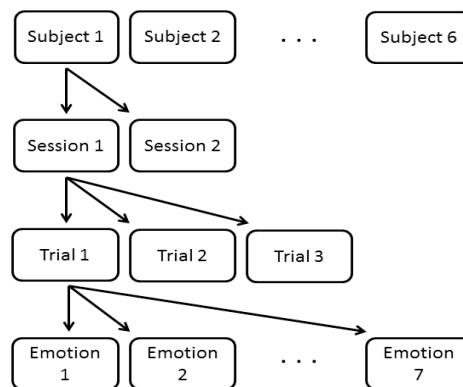 Subject 1 Subject 2 . . . Subject 6
Session 1 Session 2
Trial 1 Trial 2 Trial 3
Emotion 1 Emotion 2 . . . Emotion 7